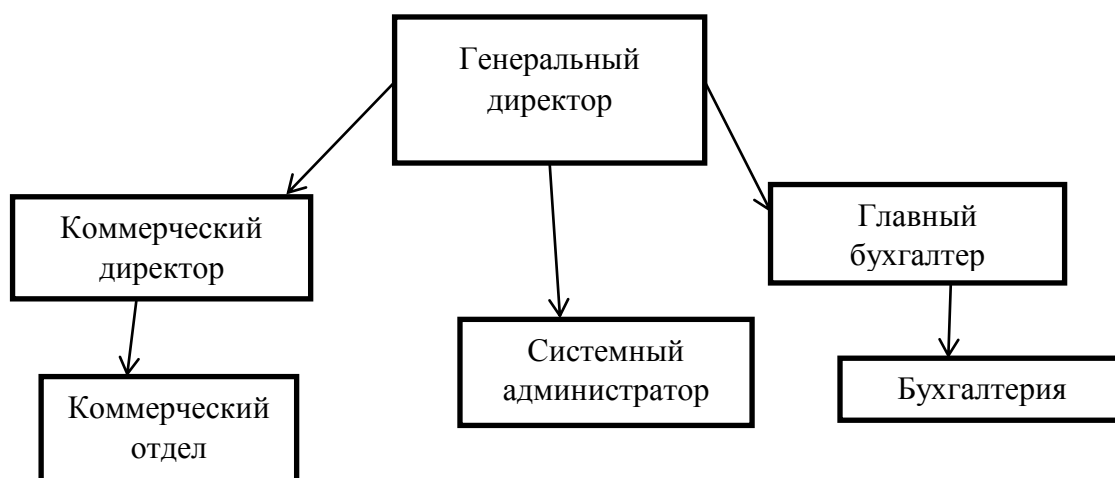 Генеральный
директор
Коммерческий
директор
Главный
бухгалтер
Системный
администратор
Бухгалтерия
Коммерческий
отдел